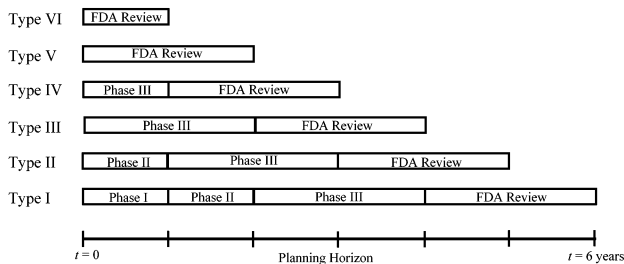 Type VI FDA Review
Type V FDA Review
Type IV Phase III FDA Review
Type III Phase III FDA Review
Type II Phase II Phase III FDA Review
Type I Phase I Phase II Phase III FDA Review
t = 0 Planning Horizon t = 6 years